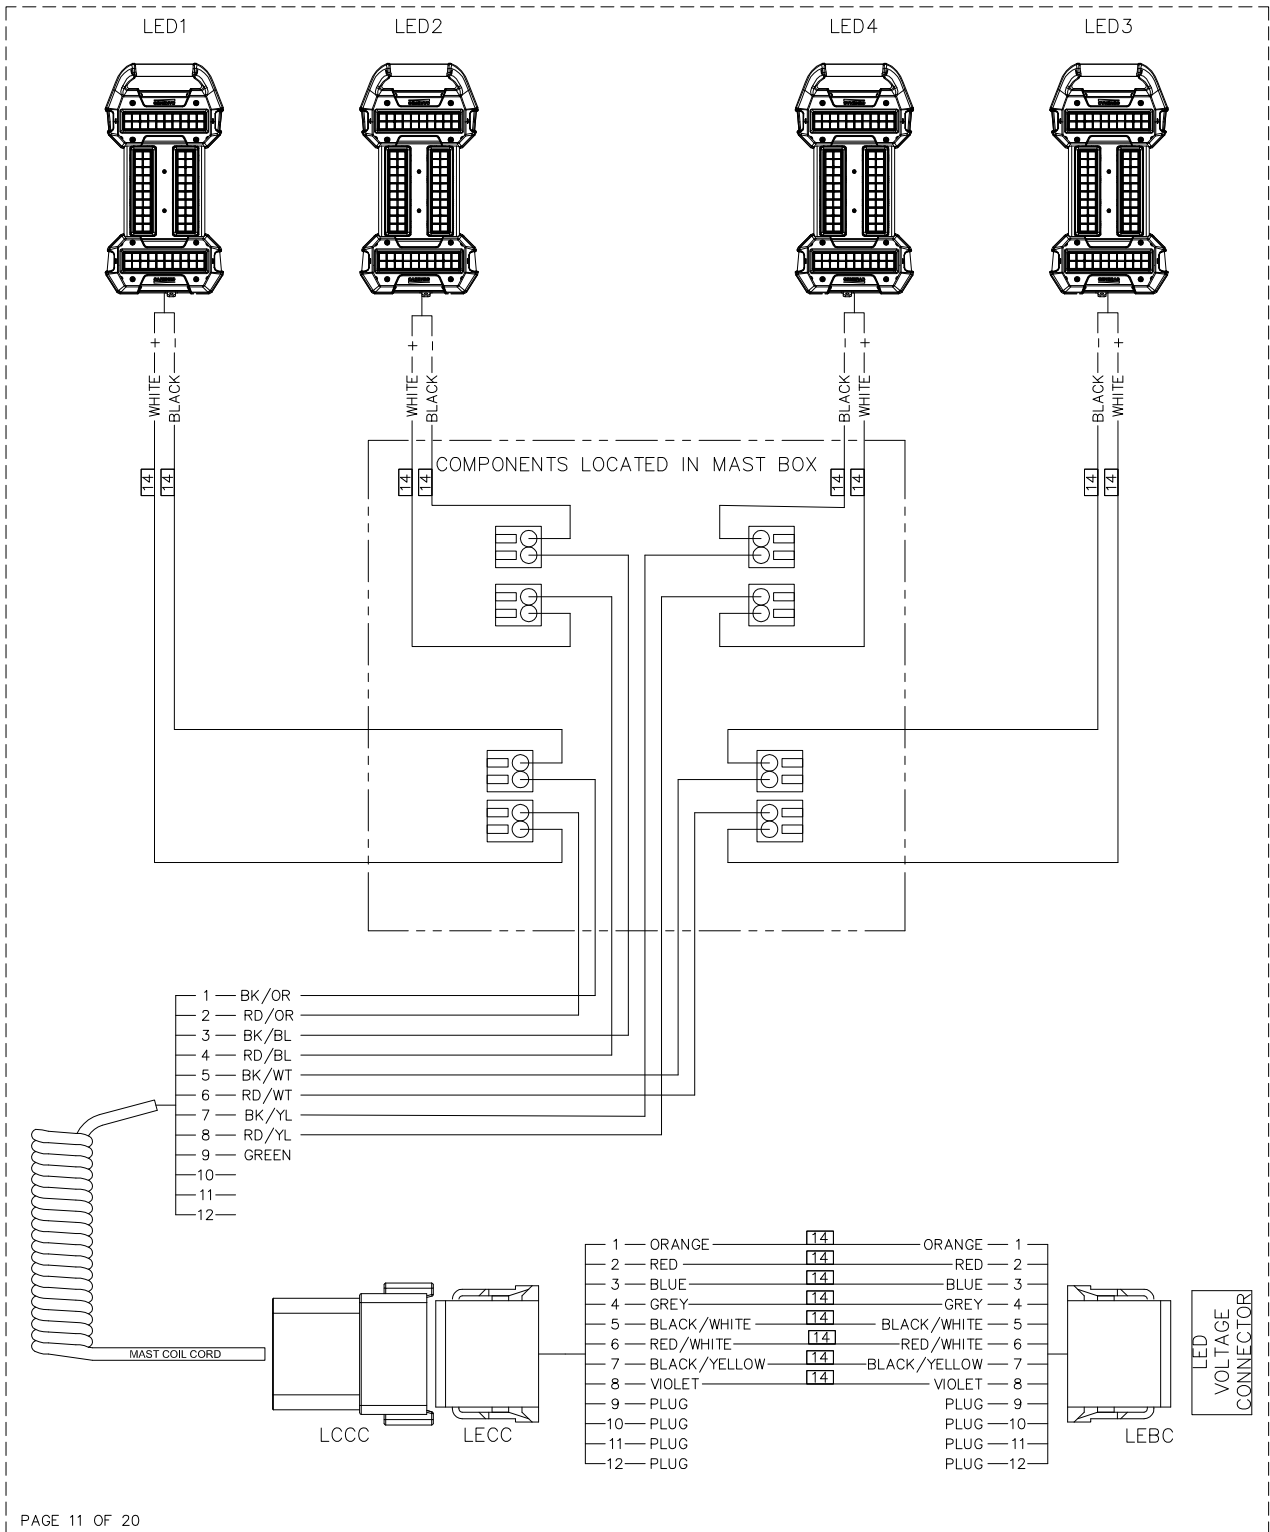 LED1 LED2 LED4 LED3
+ + + +
WHITE BLACK WHITE BLACK BLACK WHITE BLACK WHITE
14 14 14 14 14 14 14 14
COMPONENTS LOCATED IN MAST BOX
1 BK/OR
2 RD/OR
3 BK/BL
4 RD/BL
5 BK/WT
6 RD/WT
7 BK/YL
8 RD/YL
9 GREEN
10
11
12
MAST COIL CORD
LCCC
LECC
1 ORANGE 14 ORANGE 1
2 RED 14 RED 2
3 BLUE 14 BLUE 3
4 GREY 14 GREY 4
5 BLACK/WHITE 14 BLACK/WHITE 5
6 RED/WHITE 14 RED/WHITE 6
7 BLACK/YELLOW 14 BLACK/YELLOW 7
8 VIOLET 14 VIOLET 8
9 PLUG PLUG 9
10 PLUG PLUG 10
11 PLUG PLUG 11
12 PLUG PLUG 12
LEBC
LED
VOLTAGE
CONNECTOR
PAGE 11 OF 20